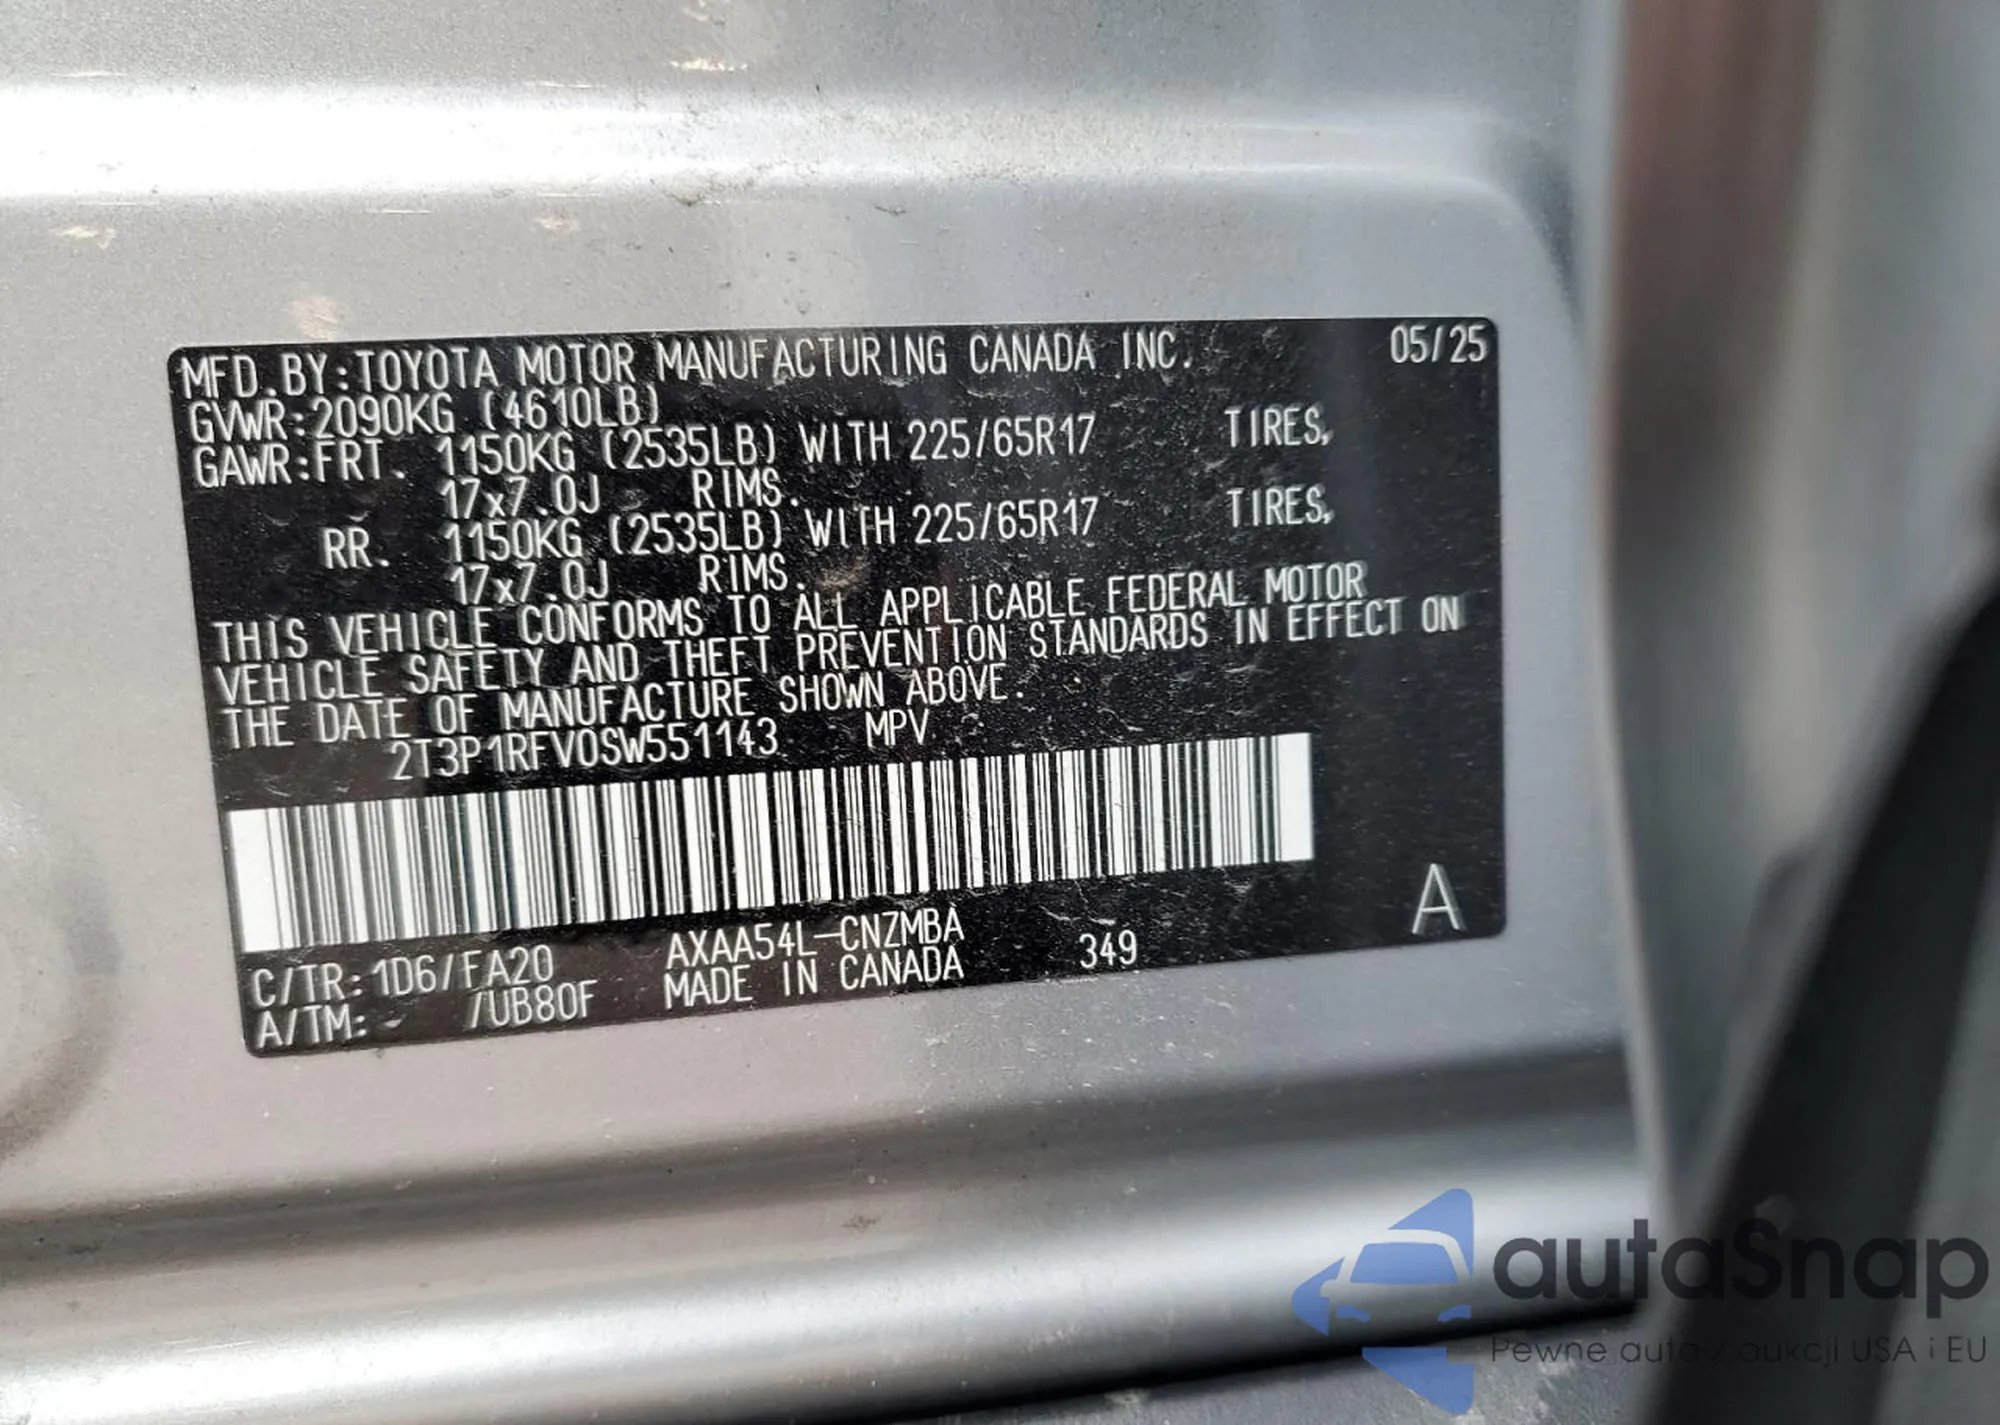 MFD.BY:TOYOTA MOTOR MANUFACTURING CANADA INC. 05/25
GVWR:2090KG (4610LB)
GAWR:FRT. 1150KG (2535LB) WITH 225/65R17 TIRES,
17x7.0J RIMS.
RR. 1150KG (2535LB) WITH 225/65R17 TIRES,
17x7.0J RIMS.
THIS VEHICLE CONFORMS TO ALL APPLICABLE FEDERAL MOTOR
VEHICLE SAFETY AND THEFT PREVENTION STANDARDS IN EFFECT ON
THE DATE OF MANUFACTURE SHOWN ABOVE.
2T3P1RFV0SW551143 MPV
C/TR:1D6/FA20 AXAA54L-CNZMBA 349 A
A/TM:- /UB80F MADE IN CANADA
autaSnap
Pewne auta z aukcji USA i EU